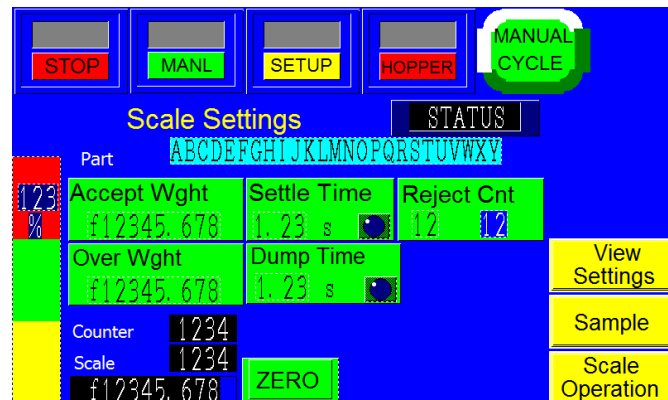 STOP MANL SETUP HOPPER MANUAL CYCLE
Scale Settings STATUS
Part ABCDEFGHIJKLMNOPQRSTUVWXY
123 %
Accept Wght Settle Time Reject Cnt
f12345.678 1.23 s 12 12
Over Wght Dump Time
f12345.678 1.23 s
View Settings
Counter 1234
Sample
Scale 1234
f12345.678 ZERO
Scale Operation